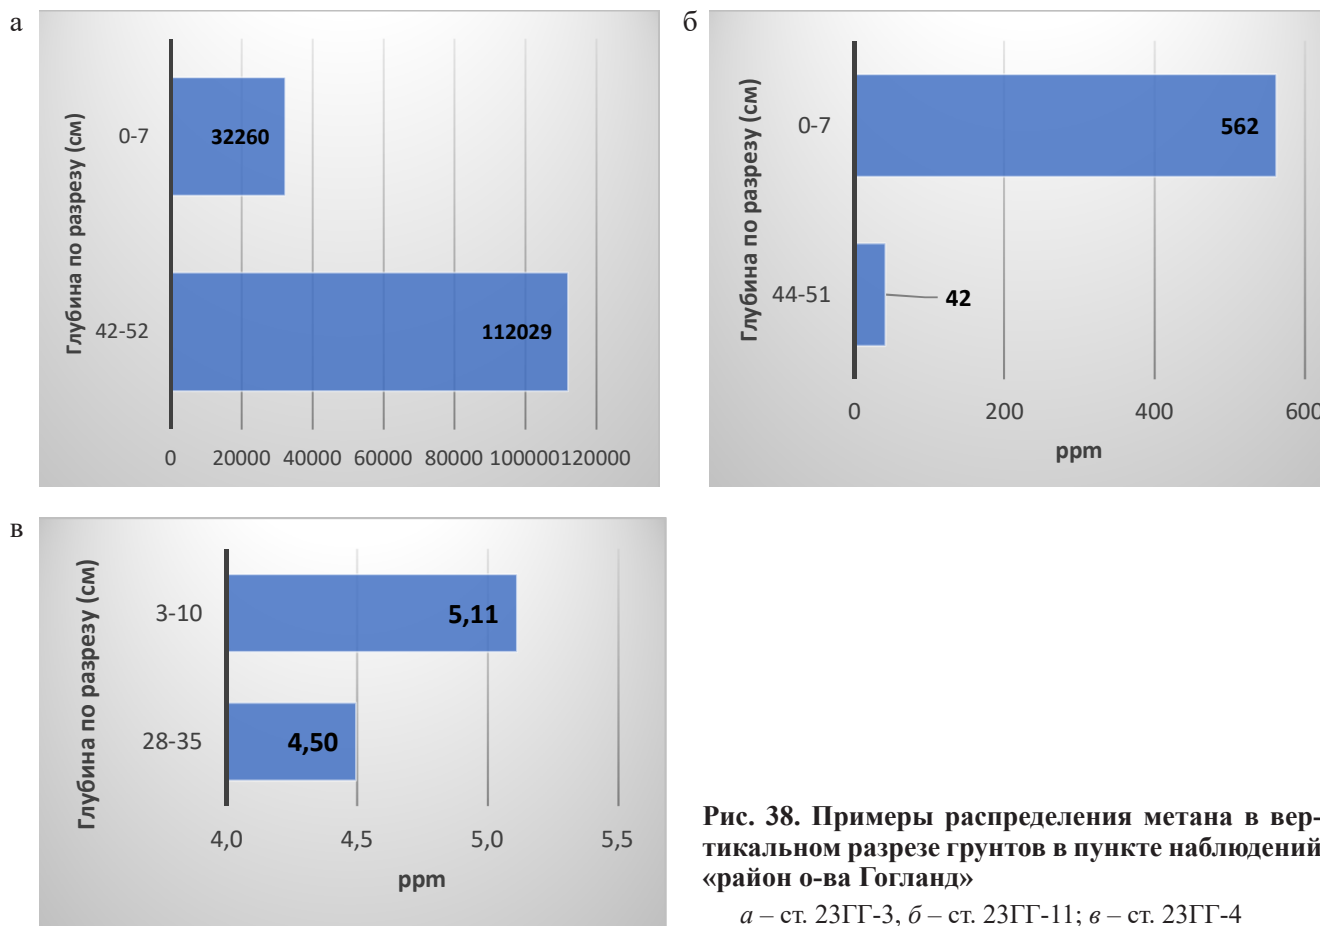 а
Глубина по разрезу (см)
0-7
32260
42-52
112029
0 20000 40000 60000 80000 100000 120000
б
Глубина по разрезу (см)
0-7
562
44-51
42
0 200 400 600
ppm
в
Глубина по разрезу (см)
3-10
5,11
28-35
4,50
4,0 4,5 5,0 5,5
ppm
Рис. 38. Примеры распределения метана в вер-
тикальном разрезе грунтов в пункте наблюдений
«район о-ва Гогланд»
а – ст. 23ГГ-3, б – ст. 23ГГ-11; в – ст. 23ГГ-4